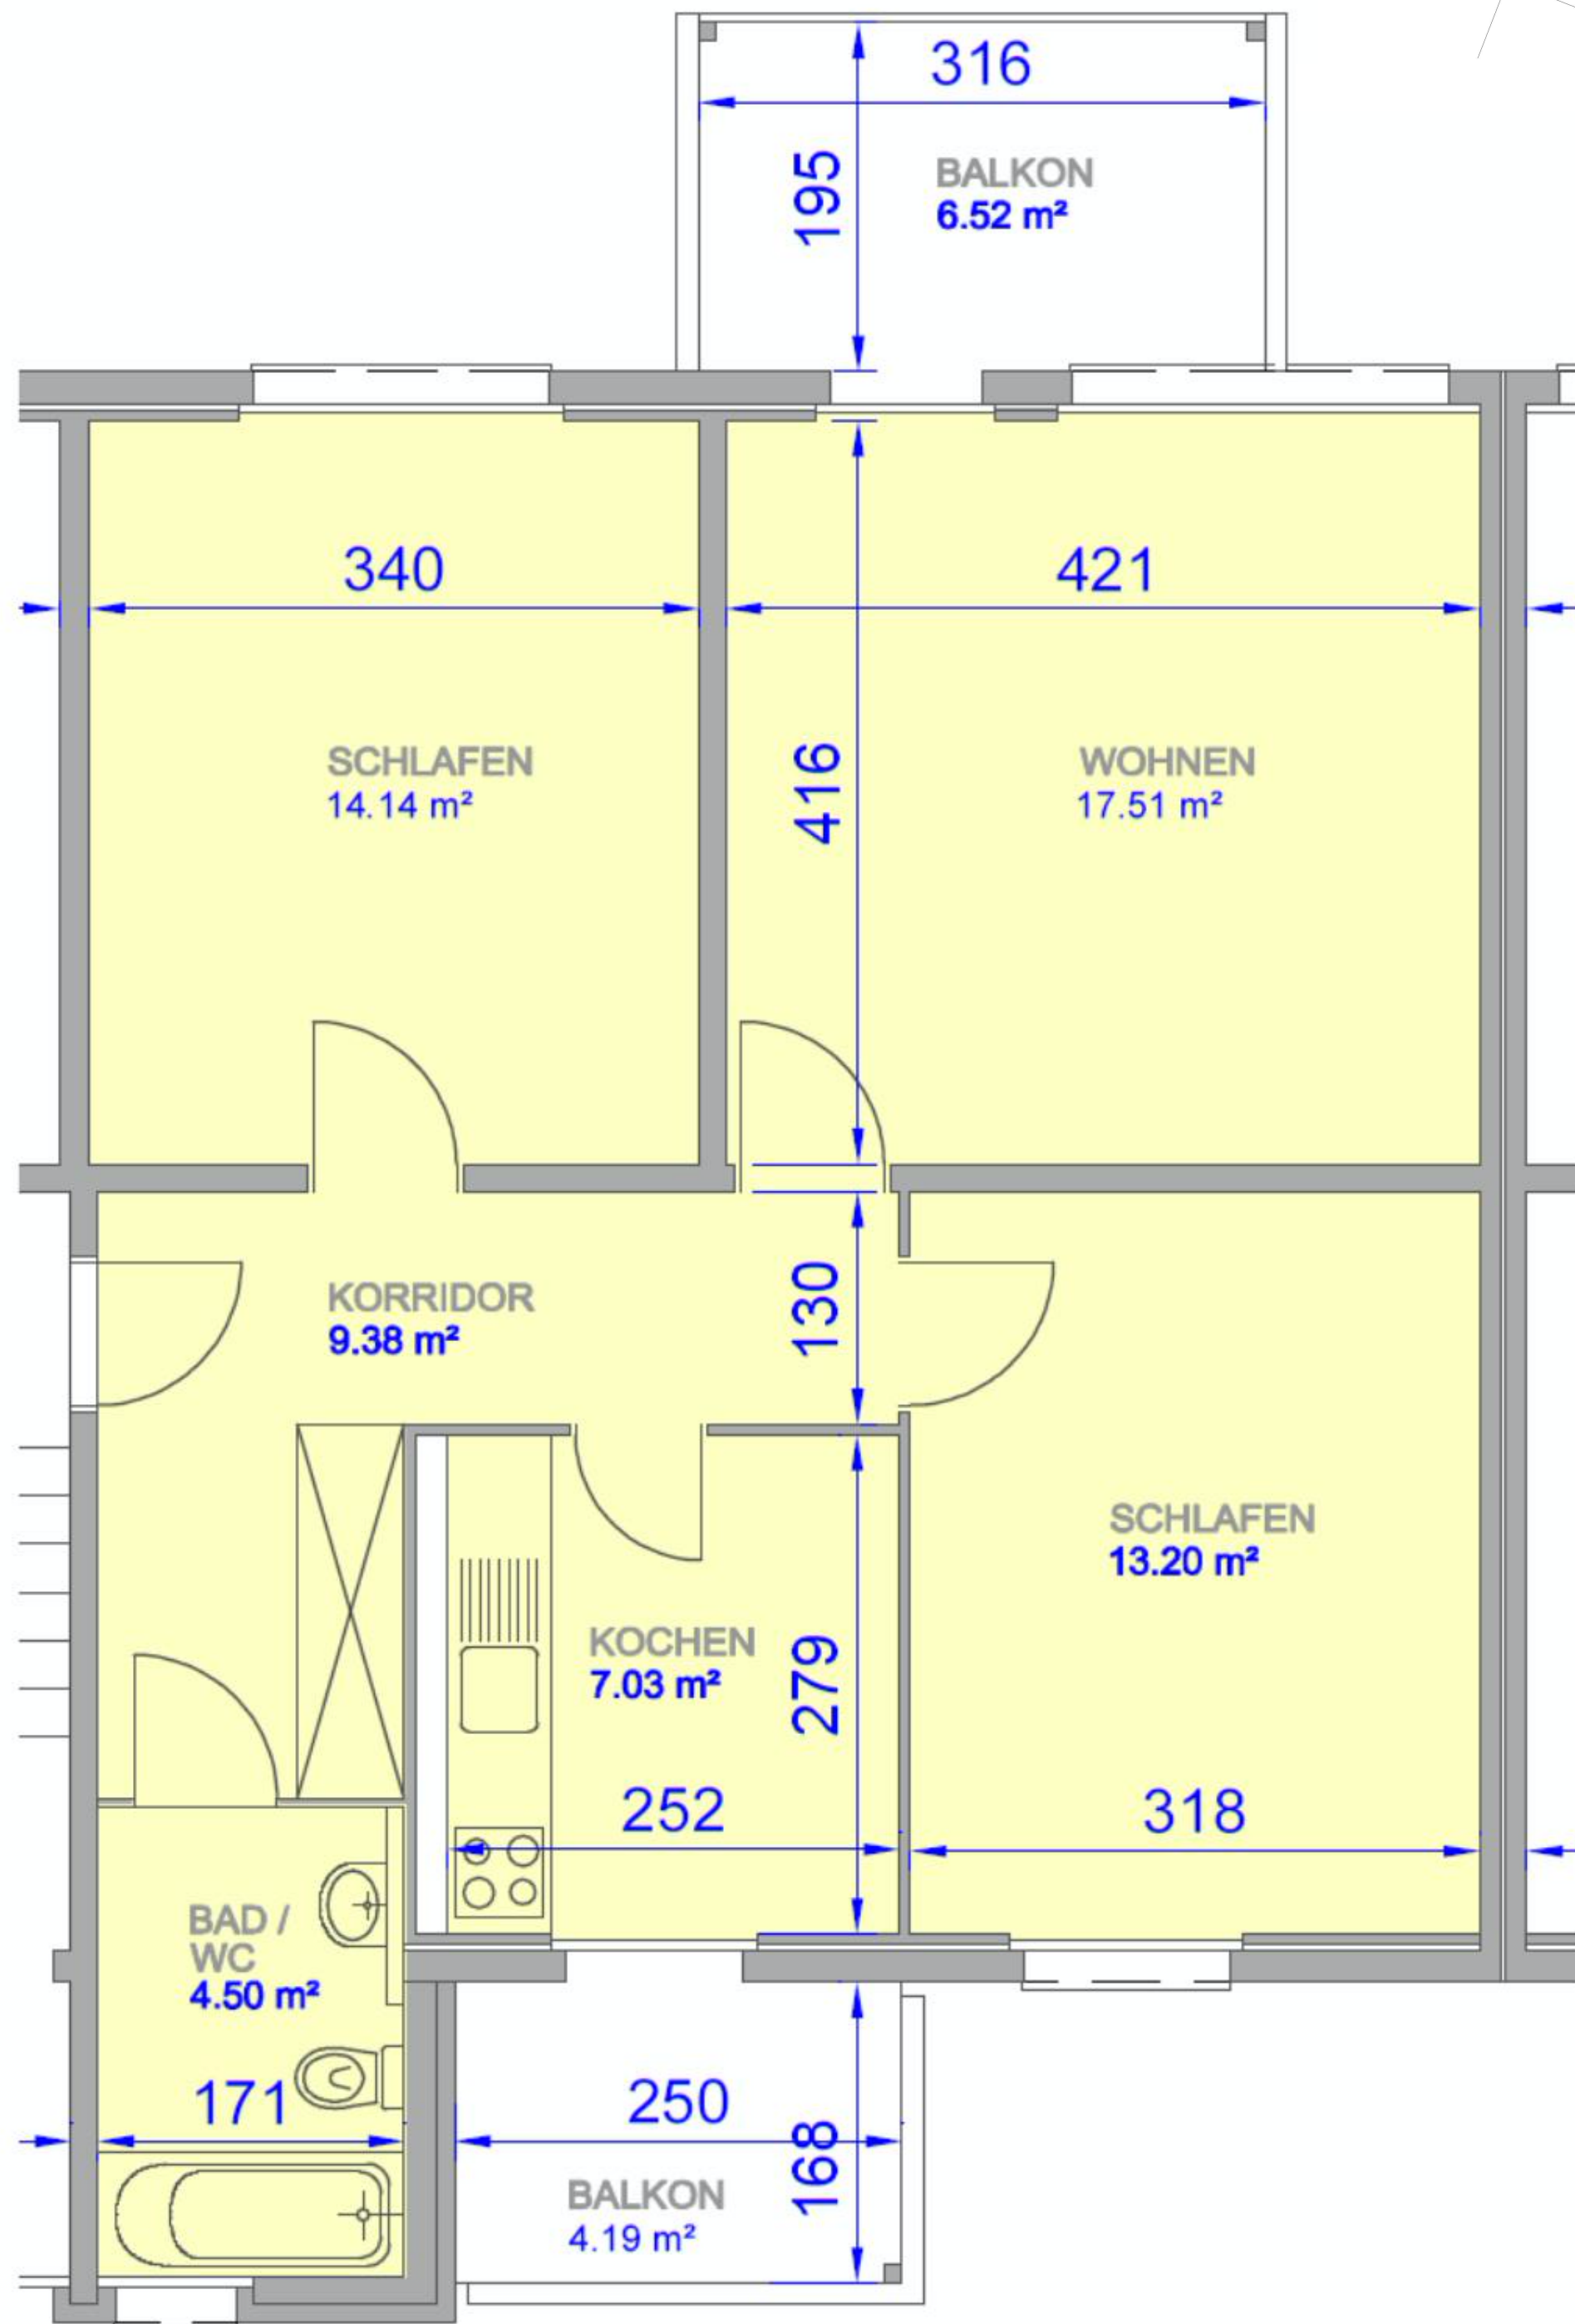 316
195
BALKON
6.52 m²
340
421
SCHLAFEN
14.14 m²
416
WOHNEN
17.51 m²
KORRIDOR
9.38 m²
130
SCHLAFEN
13.20 m²
KOCHEN
7.03 m²
279
252
318
BAD /
WC
4.50 m²
171
250
168
BALKON
4.19 m²